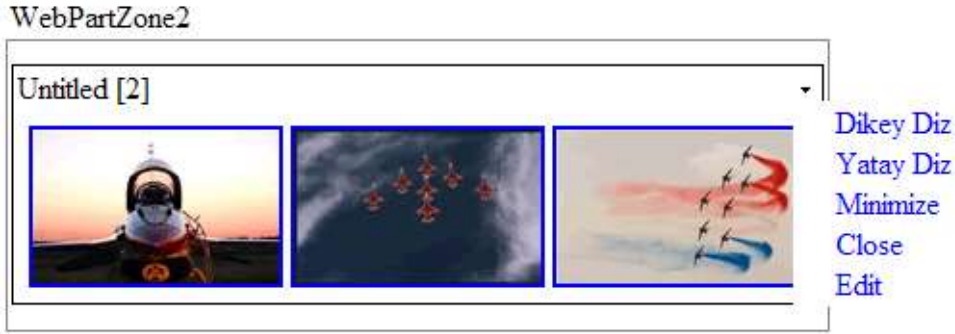 WebPartZone2
Untitled [2]
Dikey Diz
Yatay Diz
Minimize
Close
Edit